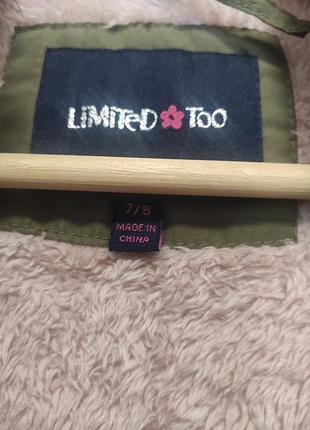 LiMiTeD TOO
7/8
MADE IN
CHINA